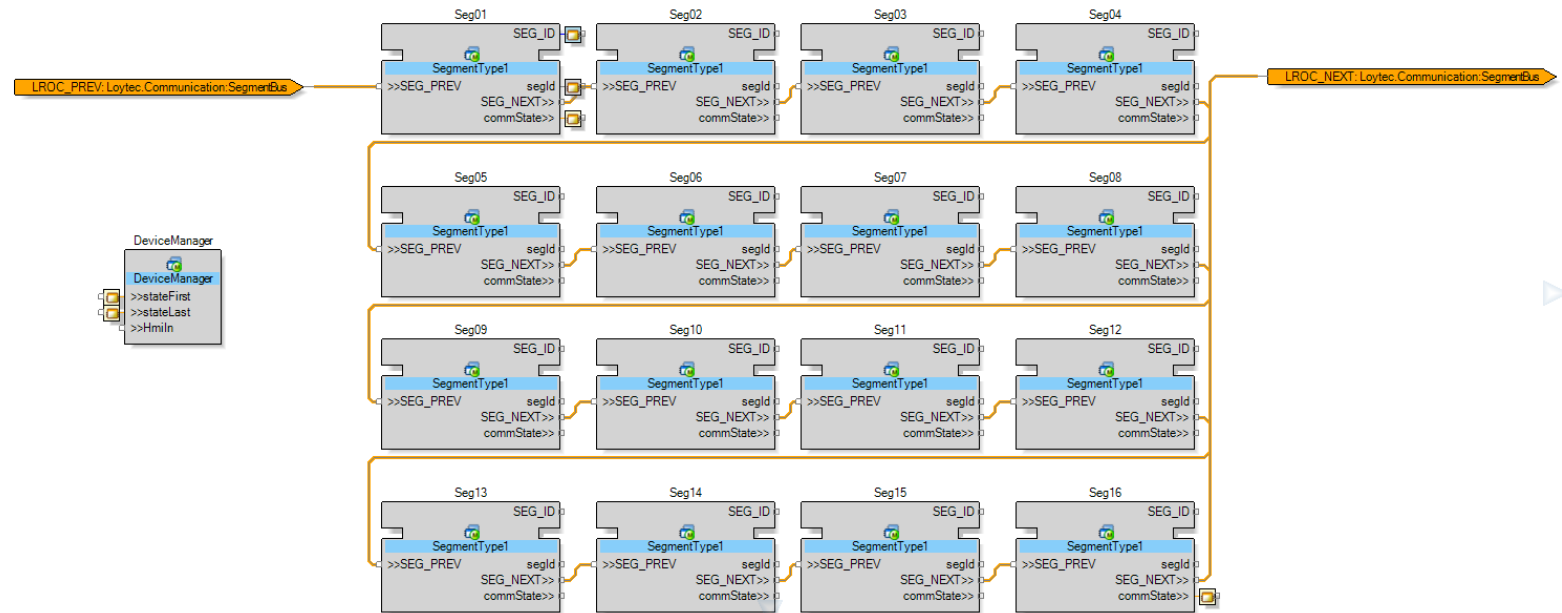 Seg01
Seg02
Seg03
Seg04
SEG_ID
SEG_ID
SEG_ID
SEG_ID
SegmentType1
SegmentType1
SegmentType1
SegmentType1
LROC_PREV: Loytec.Communication:SegmentBus
>>SEG_PREV
segId
>>SEG_PREV
segId
>>SEG_PREV
segId
>>SEG_PREV
segId
LROC_NEXT: Loytec.Communication:SegmentBus
SEG_NEXT>>
SEG_NEXT>>
SEG_NEXT>>
SEG_NEXT>>
commState>>
commState>>
commState>>
commState>>
Seg05
Seg06
Seg07
Seg08
SEG_ID
SEG_ID
SEG_ID
SEG_ID
SegmentType1
SegmentType1
SegmentType1
SegmentType1
>>SEG_PREV
segId
>>SEG_PREV
segId
>>SEG_PREV
segId
>>SEG_PREV
segId
SEG_NEXT>>
SEG_NEXT>>
SEG_NEXT>>
SEG_NEXT>>
commState>>
commState>>
commState>>
commState>>
DeviceManager
DeviceManager
>>stateFirst
>>stateLast
>>HmiIn
Seg09
Seg10
Seg11
Seg12
SEG_ID
SEG_ID
SEG_ID
SEG_ID
SegmentType1
SegmentType1
SegmentType1
SegmentType1
>>SEG_PREV
segId
>>SEG_PREV
segId
>>SEG_PREV
segId
>>SEG_PREV
segId
SEG_NEXT>>
SEG_NEXT>>
SEG_NEXT>>
SEG_NEXT>>
commState>>
commState>>
commState>>
commState>>
Seg13
Seg14
Seg15
Seg16
SEG_ID
SEG_ID
SEG_ID
SEG_ID
SegmentType1
SegmentType1
SegmentType1
SegmentType1
>>SEG_PREV
segId
>>SEG_PREV
segId
>>SEG_PREV
segId
>>SEG_PREV
segId
SEG_NEXT>>
SEG_NEXT>>
SEG_NEXT>>
SEG_NEXT>>
commState>>
commState>>
commState>>
commState>>